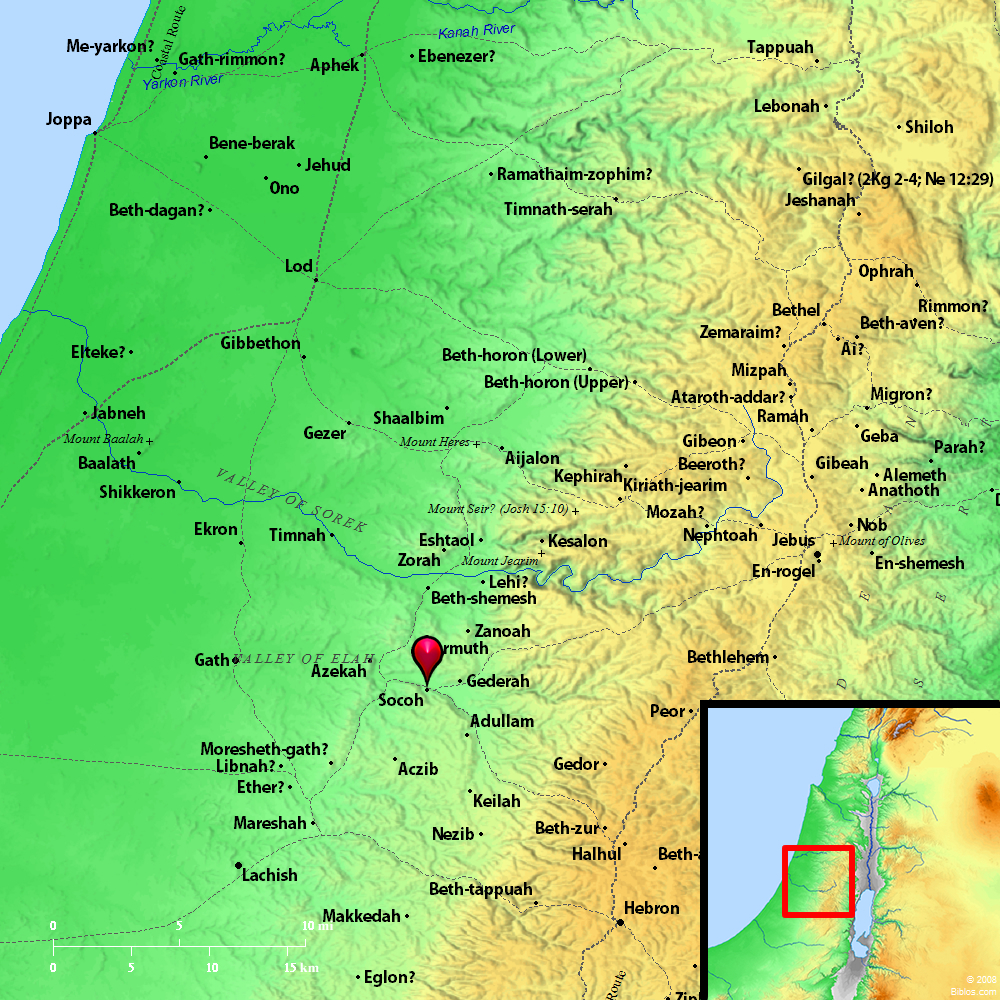 Kanah River
Me-yarkon?
Coastal Route
Tappuah
Gath-rimmon?
Aphek
Ebenezer?
Yarkon River
Lebonah
Joppa
Shiloh
Bene-berak
Jehud
Ono
Ramathaim-zophim?
Gilgal? (2Kg 2-4; Ne 12:29)
Jeshanah
Beth-dagan?
Timnath-serah
Lod
Ophrah
Rimmon?
Bethel
Beth-aven?
Zemaraim?
Ai?
Gibbethon
Elteke?
Beth-horon (Lower)
Mizpah
Beth-horon (Upper)
Ataroth-addar?
Migron?
Jabneh
Shaalbim
Ramah
Gezer
Mount Baalah
Mount Heres
Gibeon
Geba
Parah?
Baalath
Aijalon
Beeroth?
Gibeah
Alemeth
Kephirah
Kiriath-jearim
Anathoth
Shikkeron
VALLEY OF SOREK
Mount Seir? (Josh 15:10)
Mozah?
D
Ekron
Timnah
Nephtoah
Jebus
Nob
Eshtaol
Kesalon
Mount of Olives
Zorah
Mount Jearim
En-rogel
En-shemesh
Lehi?
Beth-shemesh
Zanoah
rmuth
Gath
VALLEY OF ELAH
Azekah
Bethlehem
Gederah
Socoh
Peor
Adullam
Moresheth-gath?
Libnah?
Aczib
Gedor
Ether?
Keilah
Mareshah
Nezib
Beth-zur
Halhul
Beth-
Lachish
Beth-tappuah
Makkedah
Hebron
0 5 10 mi
0 5 10 15 km
Eglon?
Route
Zip
© 2008
Biblos.com